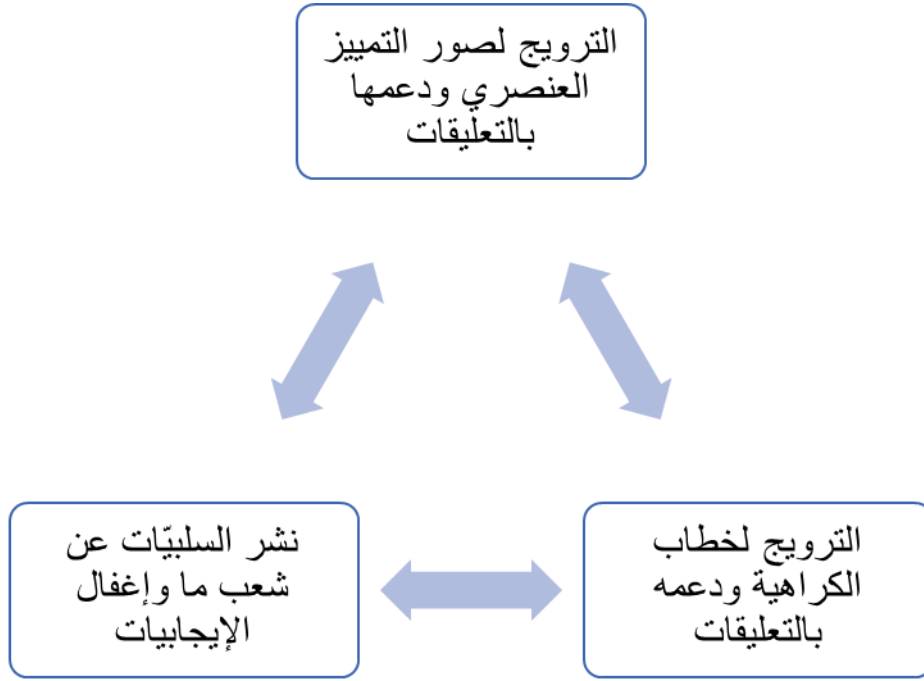 الترويج لصور التمييز
العنصري ودعمها
بالتعليقات
الترويج لخطاب
الكراهية ودعمه
بالتعليقات
نشر السلبيّات عن
شعب ما وإغفال
الإيجابيات